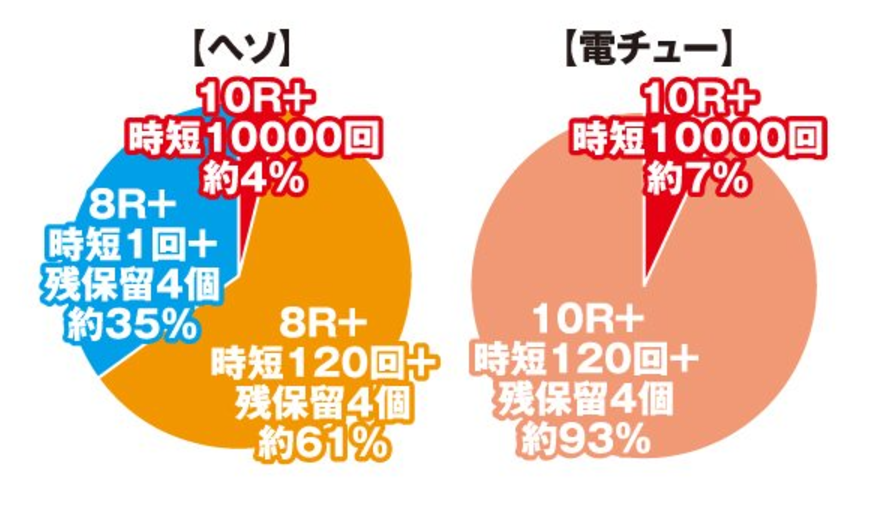 【ヘソ】
10R+
時短10000回
約4%
8R+
時短1回+
残保留4個
約35%
8R+
時短120回+
残保留4個
約61%
【電チュー】
10R+
時短10000回
約7%
10R+
時短120回+
残保留4個
約93%